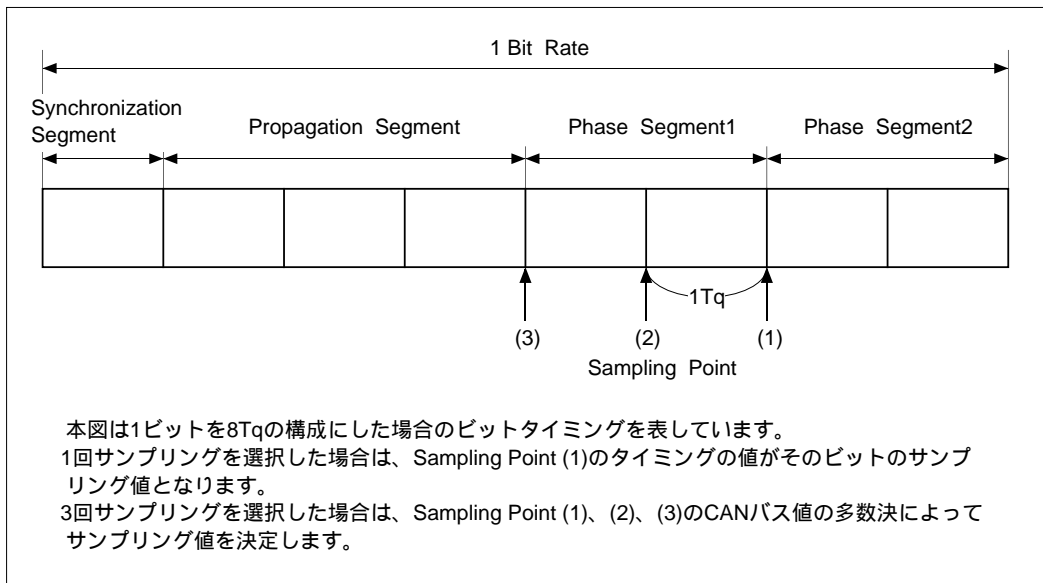 1 Bit Rate
Synchronization
Segment
Propagation Segment
Phase Segment1
Phase Segment2
1Tq
(3)
(2)
(1)
Sampling Point
本図は1ビットを8Tqの構成にした場合のビットタイミングを表しています。
1回サンプリングを選択した場合は、Sampling Point (1)のタイミングの値がそのビットのサンプ
リング値となります。
3回サンプリングを選択した場合は、Sampling Point (1)、(2)、(3)のCANバス値の多数決によって
サンプリング値を決定します。